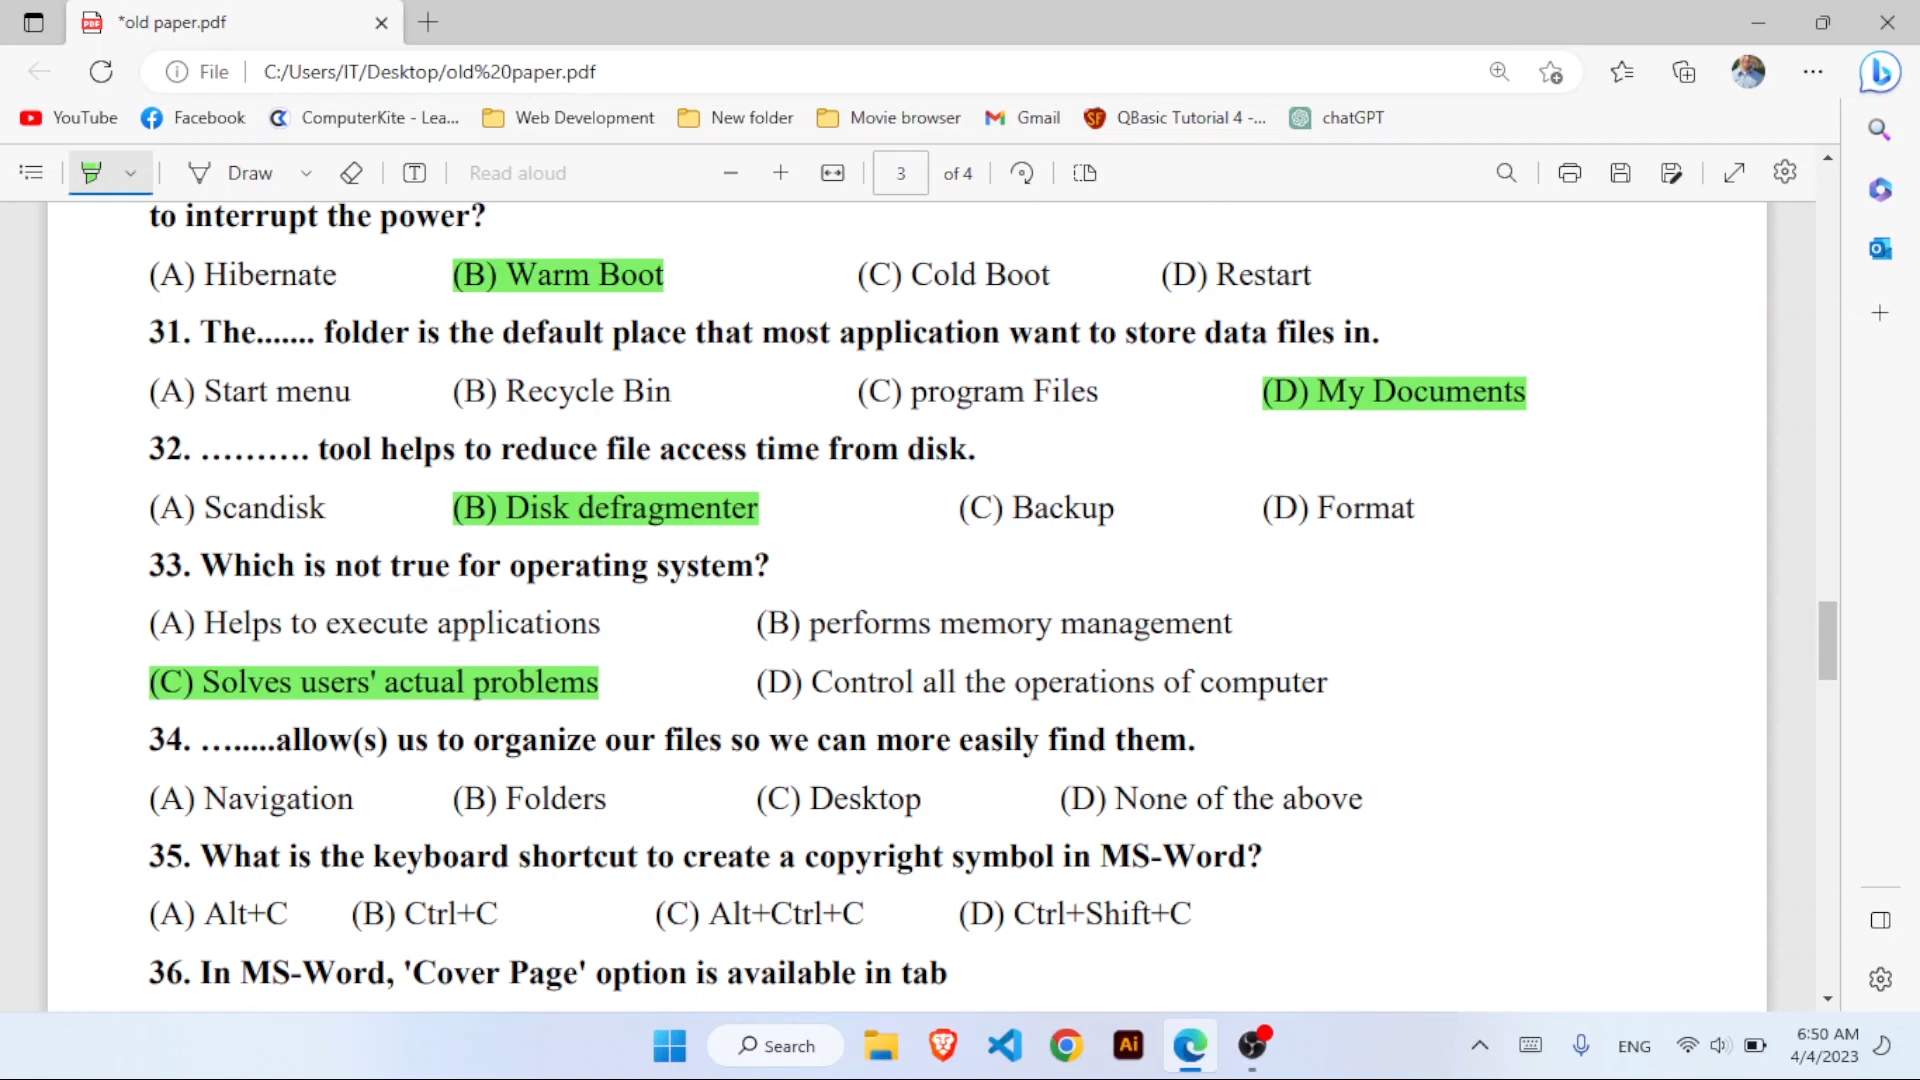 *old paper.pdf
File
C:/Users/IT/Desktop/old%20paper.pdf
YouTube
Facebook
ComputerKite - Lea...
Web Development
New folder
Movie browser
Gmail
QBasic Tutorial 4 -...
chatGPT
Draw
Read aloud
3 of 4
to interrupt the power?
(A) Hibernate (B) Warm Boot (C) Cold Boot (D) Restart
31. The....... folder is the default place that most application want to store data files in.
(A) Start menu (B) Recycle Bin (C) program Files (D) My Documents
32. ………. tool helps to reduce file access time from disk.
(A) Scandisk (B) Disk defragmenter (C) Backup (D) Format
33. Which is not true for operating system?
(A) Helps to execute applications (B) performs memory management
(C) Solves users' actual problems (D) Control all the operations of computer
34. ….....allow(s) us to organize our files so we can more easily find them.
(A) Navigation (B) Folders (C) Desktop (D) None of the above
35. What is the keyboard shortcut to create a copyright symbol in MS-Word?
(A) Alt+C (B) Ctrl+C (C) Alt+Ctrl+C (D) Ctrl+Shift+C
36. In MS-Word, 'Cover Page' option is available in tab
Search
Ai
ENG
6:50 AM
4/4/2023